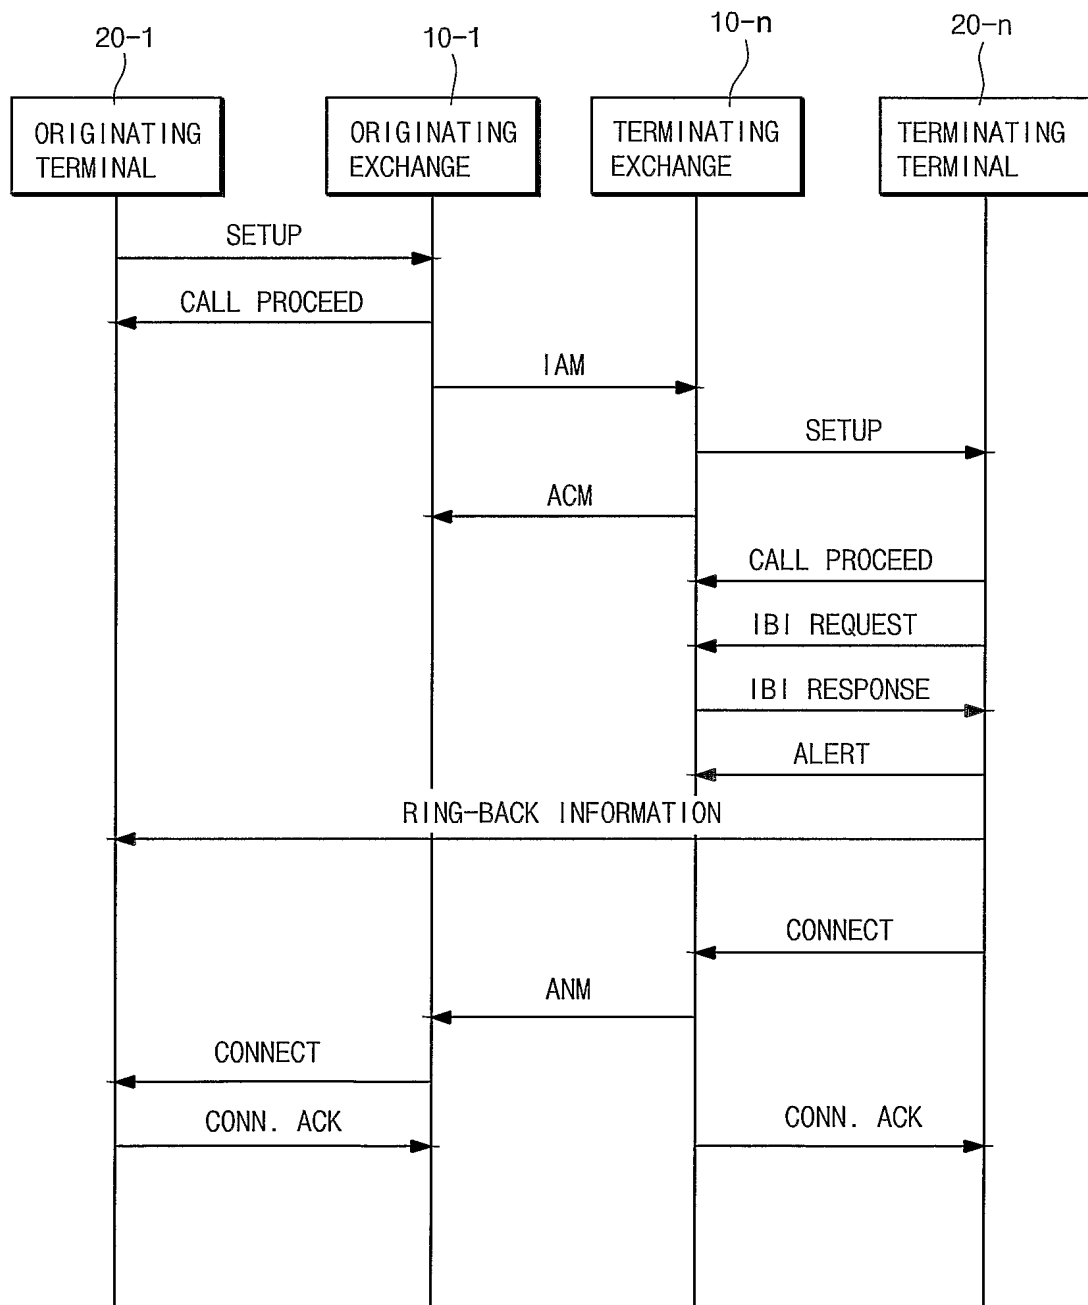 20-1
10-1
10-n
20-n
ORIGINATING
TERMINAL
ORIGINATING
EXCHANGE
TERMINATING
EXCHANGE
TERMINATING
TERMINAL
SETUP
CALL PROCEED
IAM
SETUP
ACM
CALL PROCEED
IBI REQUEST
IBI RESPONSE
ALERT
RING-BACK INFORMATION
CONNECT
ANM
CONNECT
CONN. ACK
CONN. ACK